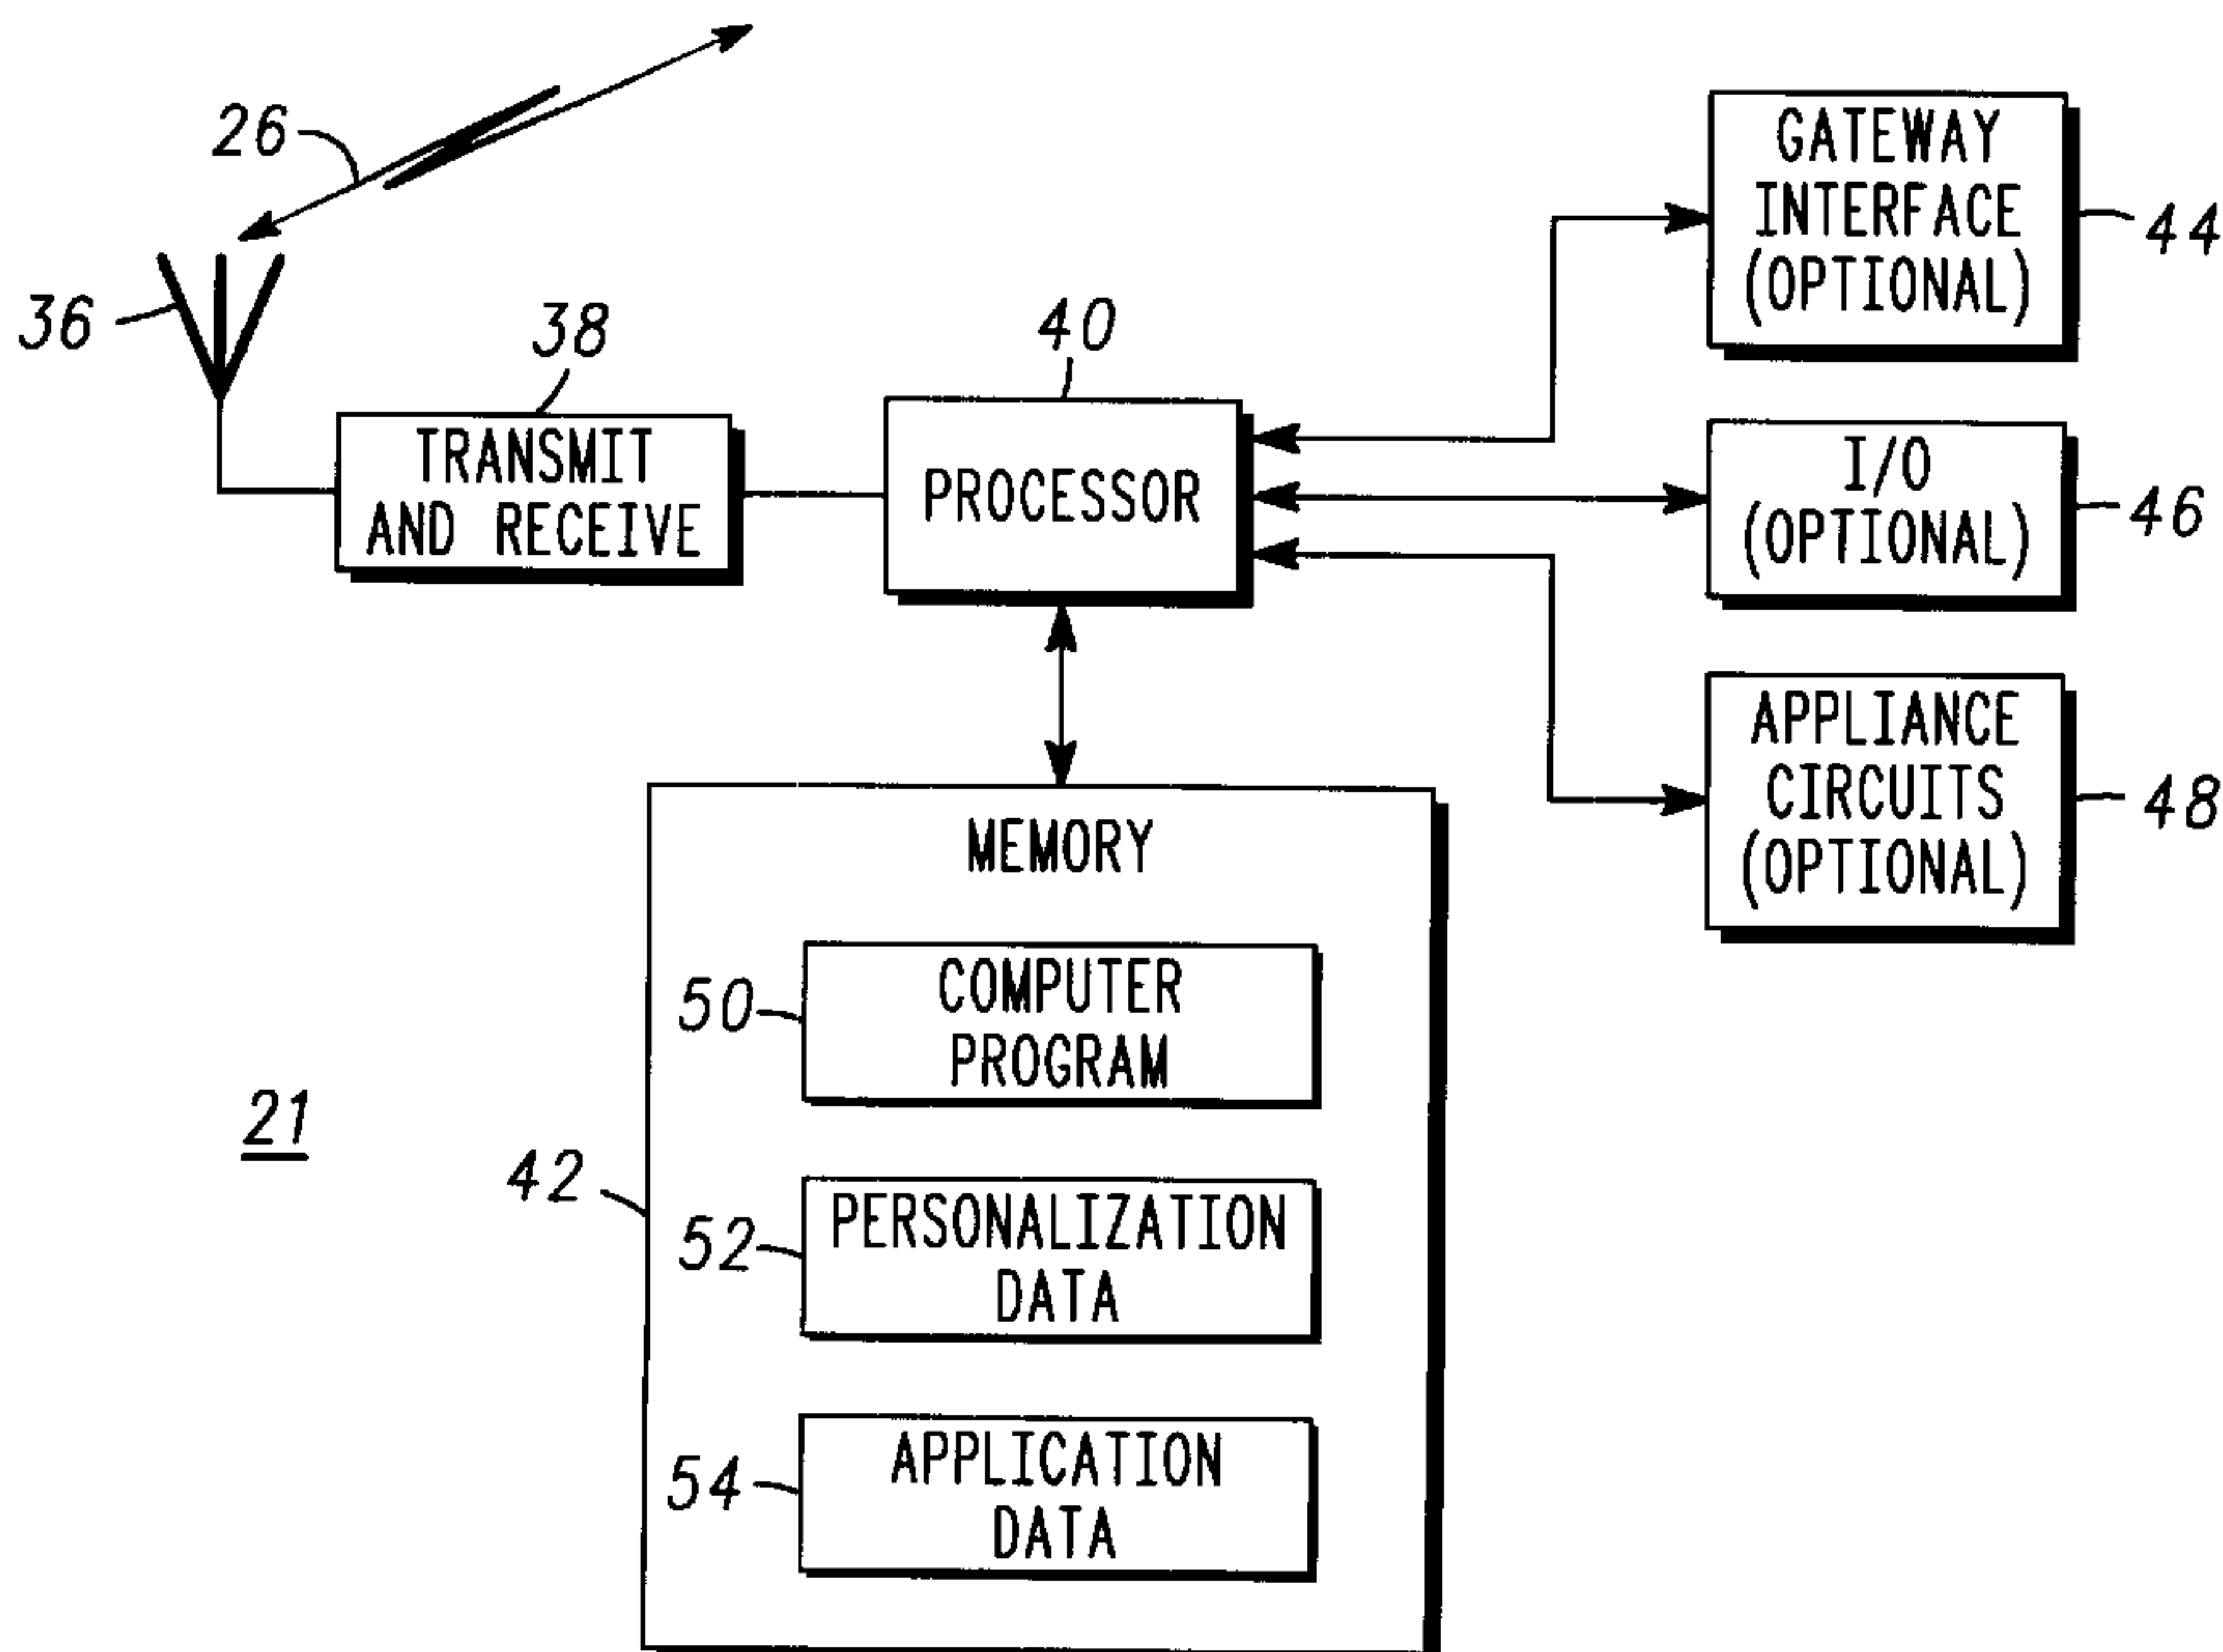 26
36
38
TRANSMIT
AND RECEIVE
40
PROCESSOR
GATEWAY
INTERFACE
(OPTIONAL)
44
I/O
(OPTIONAL)
46
APPLIANCE
CIRCUITS
(OPTIONAL)
48
MEMORY
50
COMPUTER
PROGRAM
21
42
52
PERSONALIZATION
DATA
54
APPLICATION
DATA